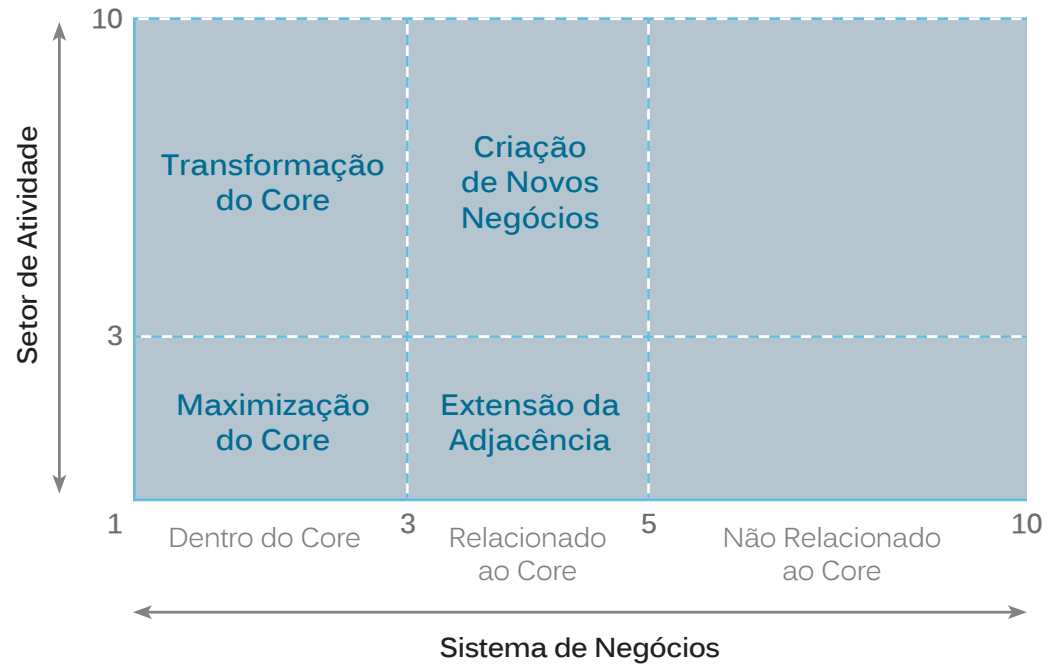 10
Setor de Atividade
Transformação
do Core
Criação
de Novos
Negócios
3
Maximização
do Core
Extensão da
Adjacência
1
3
5
10
Dentro do Core
Relacionado
ao Core
Não Relacionado
ao Core
Sistema de Negócios